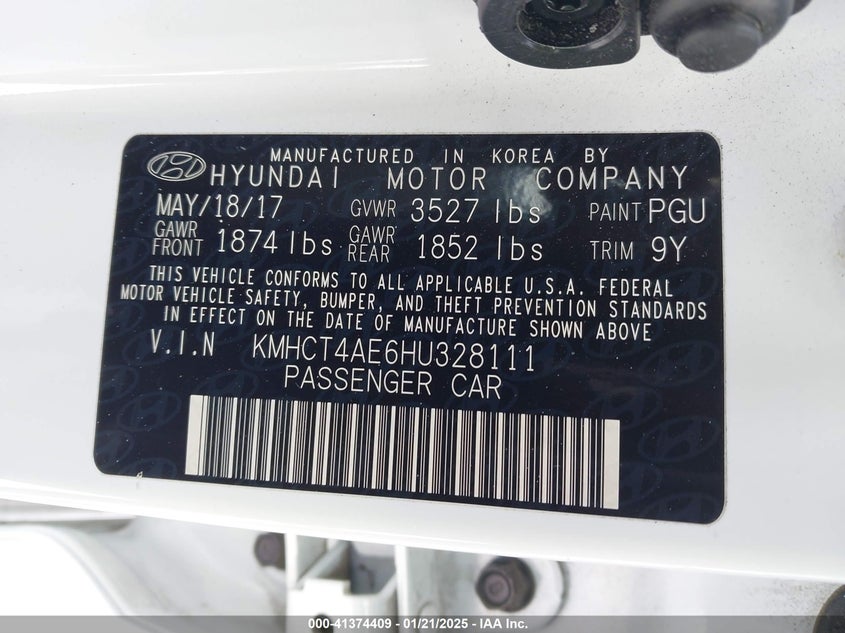 MANUFACTURED IN KOREA BY
HYUNDAI MOTOR COMPANY
MAY/18/17 GVWR 3527 lbs PAINT PGU
GAWR FRONT 1874 lbs GAWR REAR 1852 lbs TRIM 9Y
THIS VEHICLE CONFORMS TO ALL APPLICABLE U.S.A. FEDERAL
MOTOR VEHICLE SAFETY, BUMPER, AND THEFT PREVENTION STANDARDS
IN EFFECT ON THE DATE OF MANUFACTURE SHOWN ABOVE
V.I.N KMHCT4AE6HU328111
PASSENGER CAR
000-41374409 - 01/21/2025 - IAA Inc.